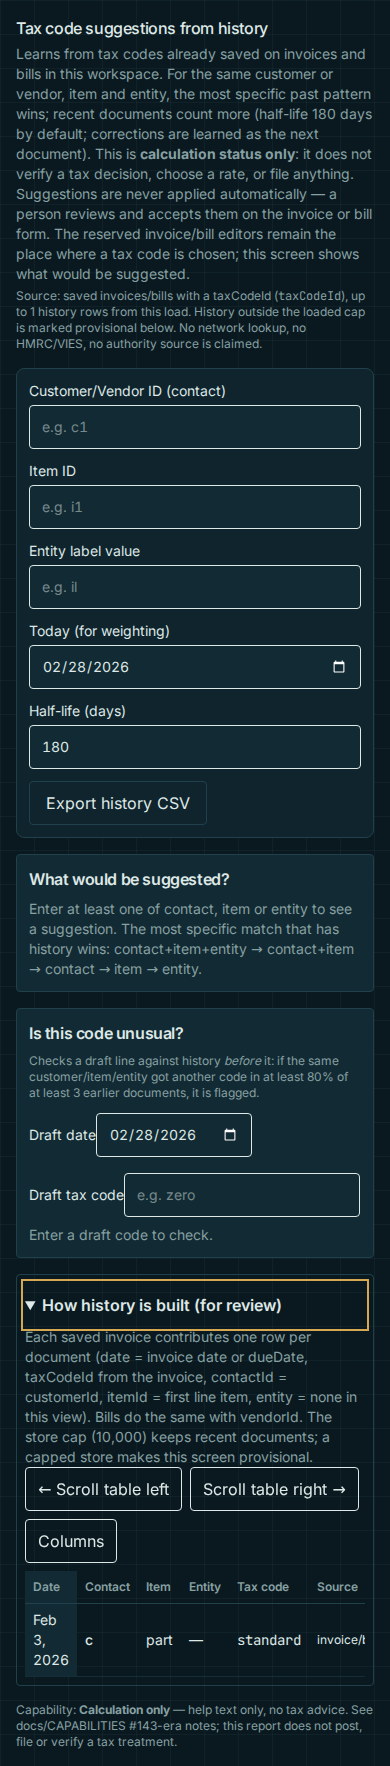 Tax code suggestions from history
Learns from tax codes already saved on invoices and
bills in this workspace. For the same customer or
vendor, item and entity, the most specific past pattern
wins; recent documents count more (half-life 180 days
by default; corrections are learned as the next
document). This is calculation status only: it does not
verify a tax decision, choose a rate, or file anything.
Suggestions are never applied automatically — a
person reviews and accepts them on the invoice or bill
form. The reserved invoice/bill editors remain the
place where a tax code is chosen; this screen shows
what would be suggested.
Source: saved invoices/bills with a taxCodeId (taxCodeId), up
to 1 history rows from this load. History outside the loaded cap
is marked provisional below. No network lookup, no
HMRC/VIES, no authority source is claimed.
Customer/Vendor ID (contact)
e.g. c1
Item ID
e.g. i1
Entity label value
e.g. il
Today (for weighting)
02/28/2026
Half-life (days)
180
Export history CSV
What would be suggested?
Enter at least one of contact, item or entity to see
a suggestion. The most specific match that has
history wins: contact+item+entity → contact+item
→ contact → item → entity.
Is this code unusual?
Checks a draft line against history before it: if the same
customer/item/entity got another code in at least 80% of
at least 3 earlier documents, it is flagged.
Draft date 02/28/2026
Draft tax code e.g. zero
Enter a draft code to check.
▼ How history is built (for review)
Each saved invoice contributes one row per
document (date = invoice date or dueDate,
taxCodeId from the invoice, contactId =
customerId, itemId = first line item, entity = none in
this view). Bills do the same with vendorId. The
store cap (10,000) keeps recent documents; a
capped store makes this screen provisional.
← Scroll table left Scroll table right →
Columns
Date Contact Item Entity Tax code Source
Feb 3, 2026 c part — standard invoice/b
Capability: Calculation only — help text only, no tax advice. See
docs/CAPABILITIES #143-era notes; this report does not post,
file or verify a tax treatment.